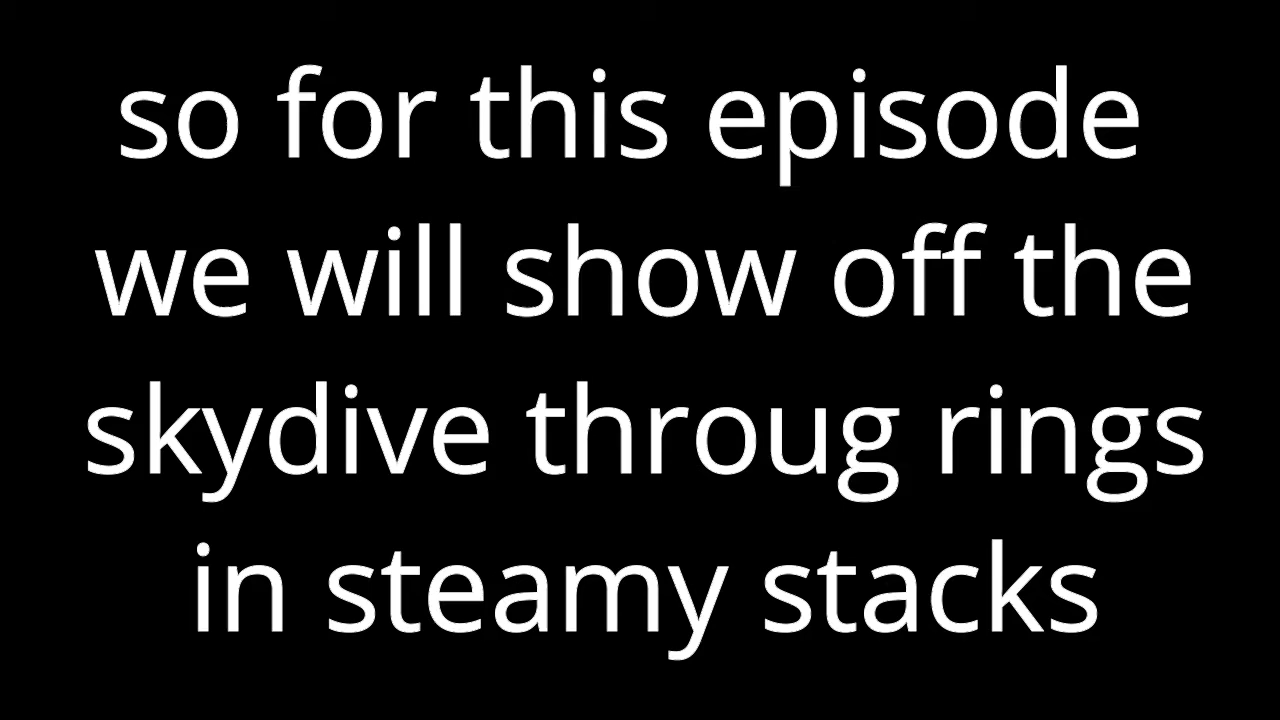 so for this episode
we will show off the
skydive throug rings
in steamy stacks